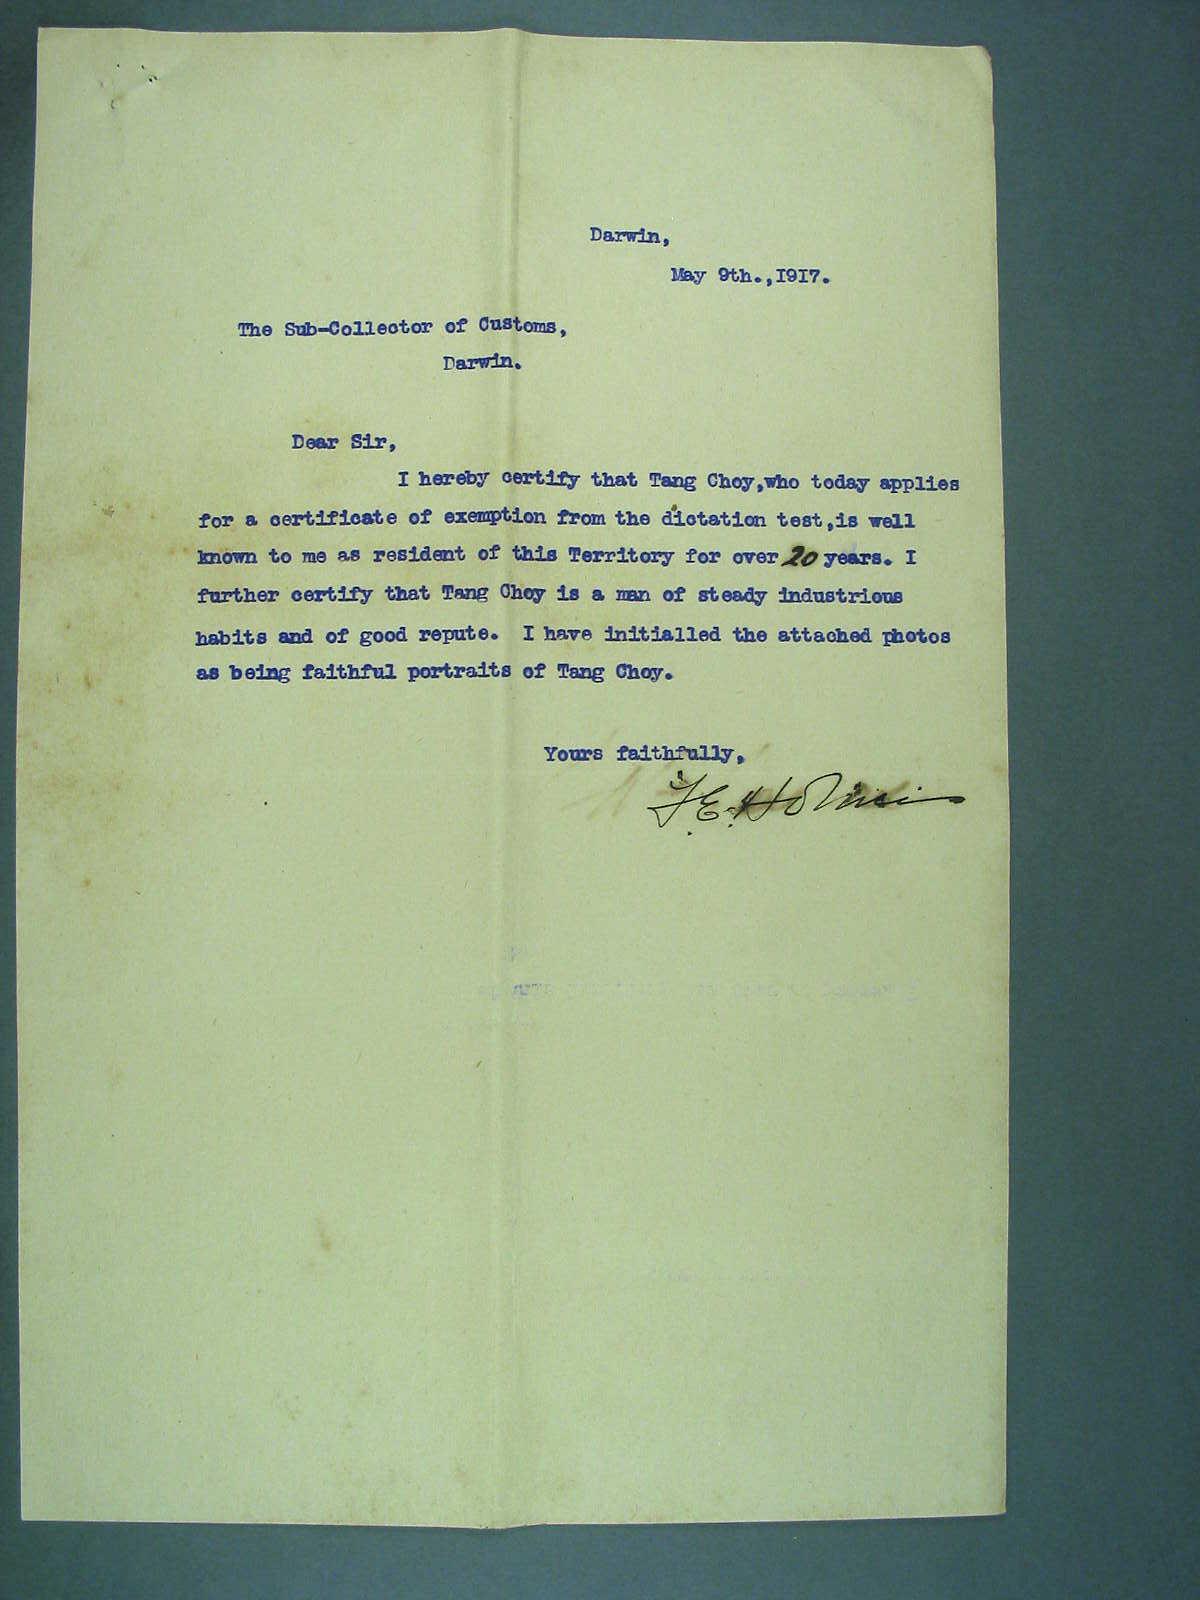 Darwin,
May 9th.,1917.
The Sub-Collector of Customs,
Darwin.
Dear Sir,
I hereby certify that Tang Choy,who today applies
for a certificate of exemption from the dictation test,is well
known to me as resident of this Territory for over 20 years. I
further certify that Tang Choy is a man of steady industrious
habits and of good repute. I have initialled the attached photos
as being faithful portraits of Tang Choy.
Yours faithfully,
F.E. Holmes